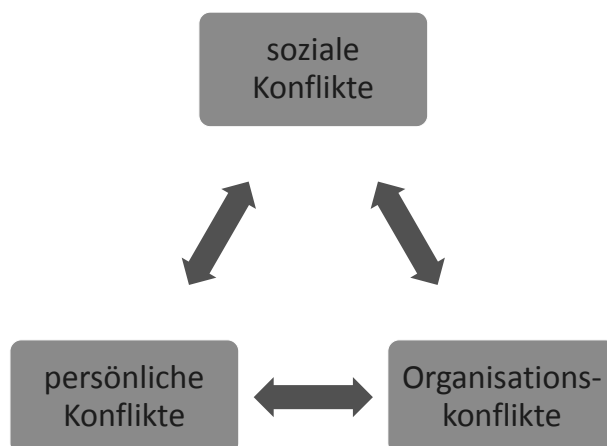 soziale
Konflikte
persönliche
Konflikte
Organisations-
konflikte